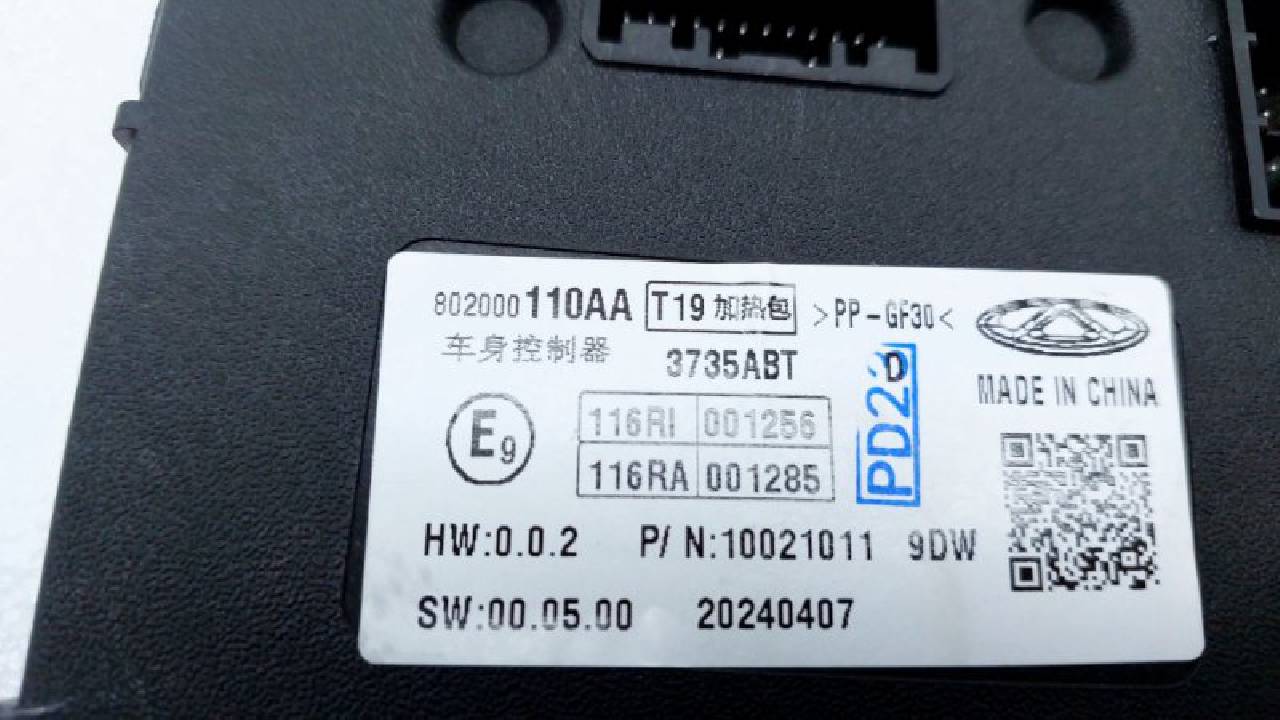 802000110AA T19 加热包 >PP-GF30<
车身控制器 3735ABT D
MADE IN CHINA
E9
116RI 001256
116RA 001285
PD23
HW:0.0.2 P/ N:10021011 9DW
SW:00.05.00 20240407